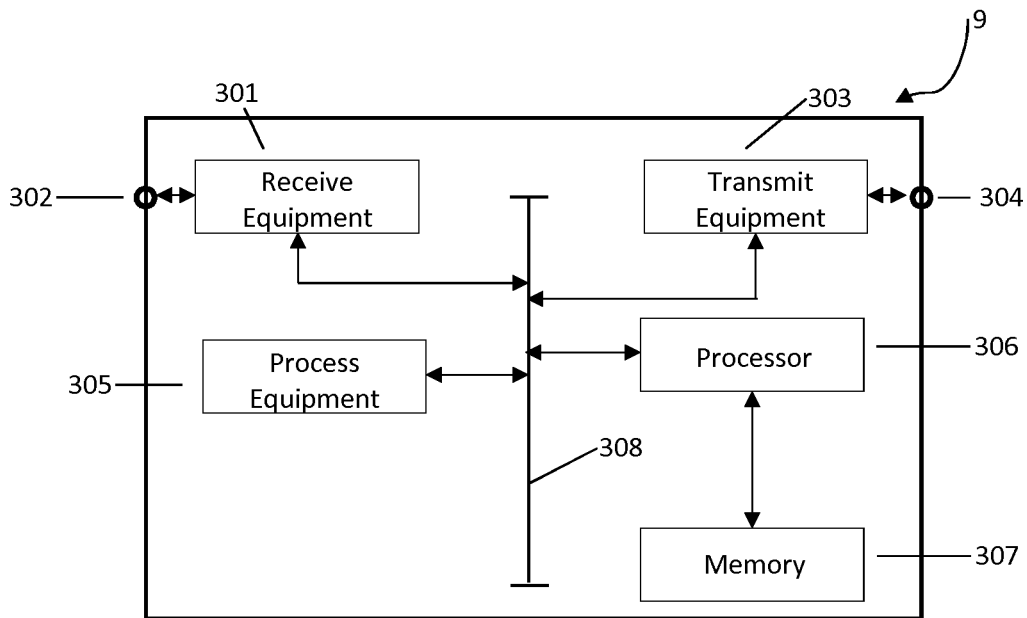 9
301
303
302
Receive
Equipment
Transmit
Equipment
304
305
Process
Equipment
Processor
306
308
Memory
307